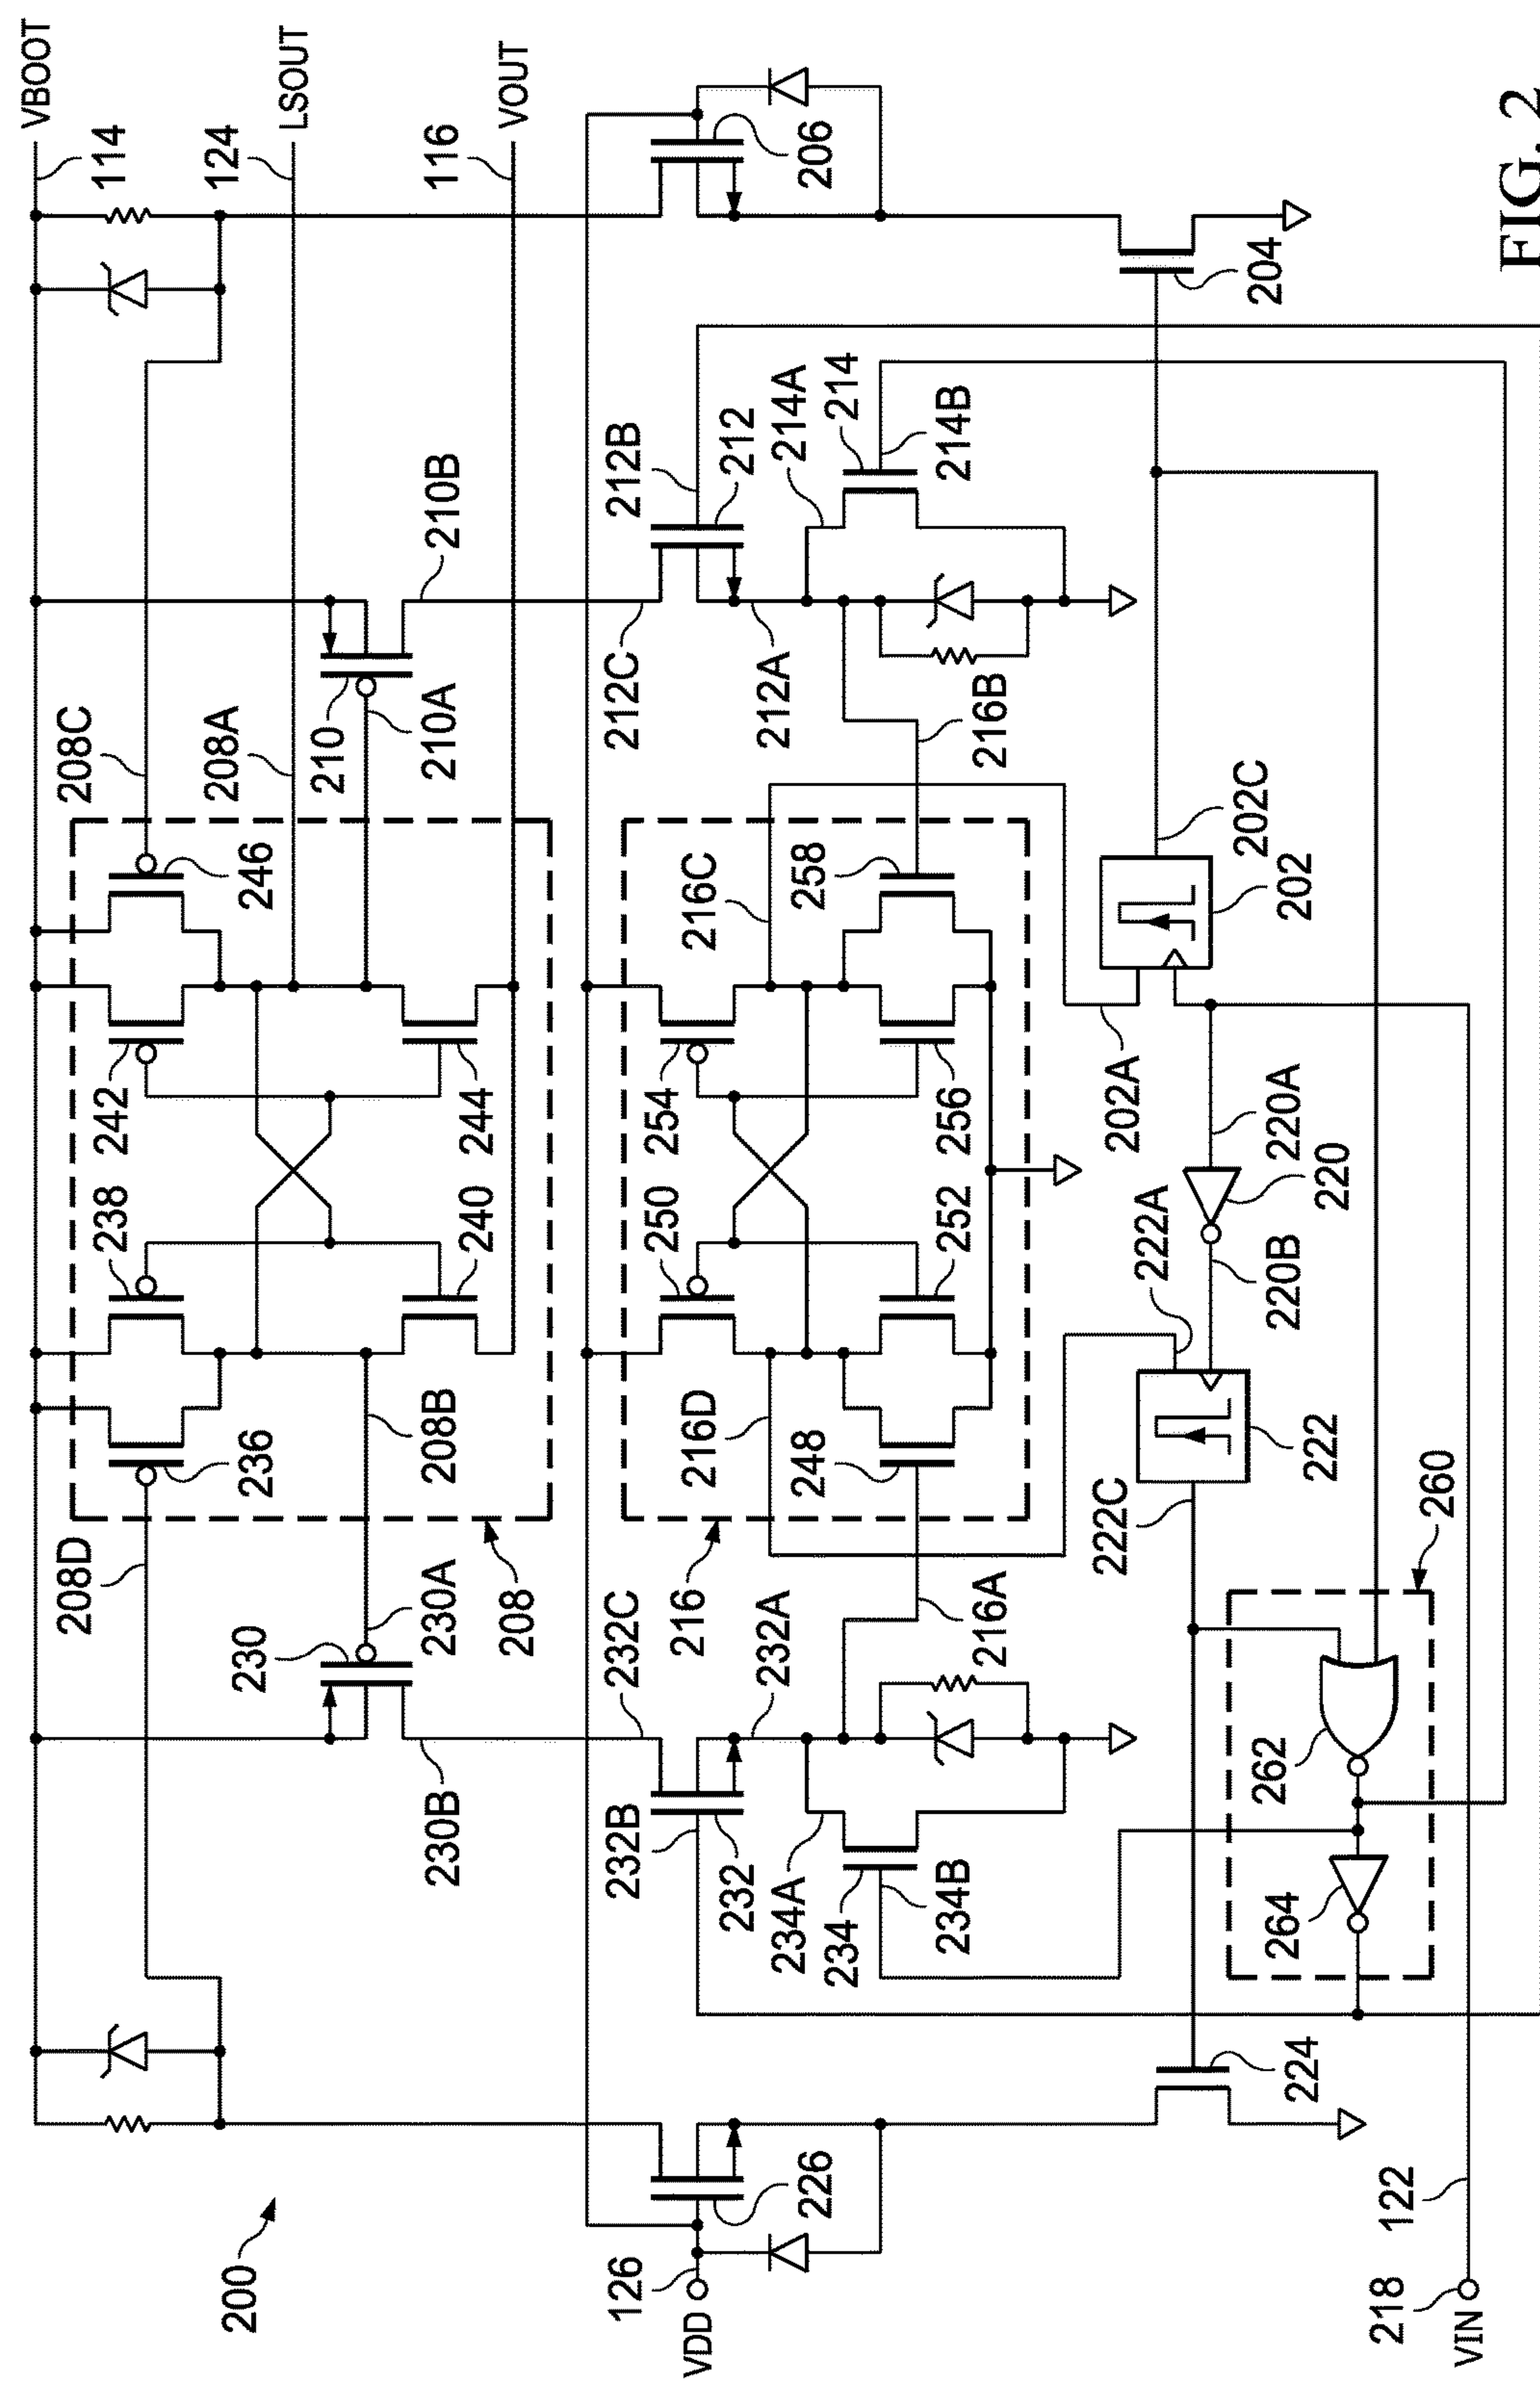 200
126
VDD
218
VIN
122
226
224
208D
230
230A
230B
232C
232B
232
232A
234A
234
234B
216A
208
216
264
262
260
222C
222
222A
236
208B
238
240
242
244
246
208C
208A
216D
248
250
252
254
256
258
216C
216B
220B
220
220A
202A
202
202C
210
210A
210B
212C
212A
212B
212
214A
214
214B
204
206
114
VBOOT
124
LSOUT
116
VOUT
FIG. 2